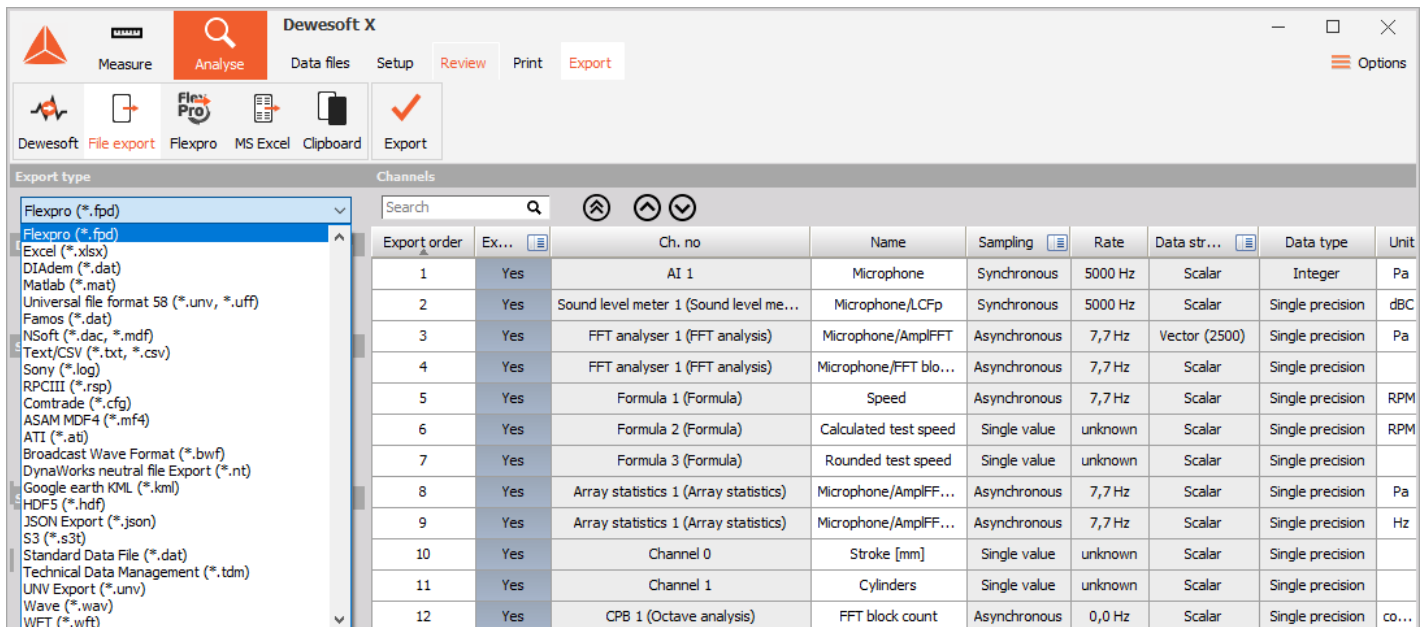 Dewesoft X
Measure Analyse Data files Setup Review Print Export Options
Flex Pro
Dewesoft File export Flexpro MS Excel Clipboard Export
Export type Channels
Flexpro (*.fpd) Search
Flexpro (*.fpd)
Excel (*.xlsx)
DIAdem (*.dat)
Matlab (*.mat)
Universal file format 58 (*.unv, *.uff)
Famos (*.dat)
NSoft (*.dac, *.mdf)
Text/CSV (*.txt, *.csv)
Sony (*.log)
RPCIII (*.rsp)
Comtrade (*.cfg)
ASAM MDF4 (*.mf4)
ATI (*.ati)
Broadcast Wave Format (*.bwf)
DynaWorks neutral file Export (*.nt)
Google earth KML (*.kml)
HDF5 (*.hdf)
JSON Export (*.json)
S3 (*.s3t)
Standard Data File (*.dat)
Technical Data Management (*.tdm)
UNV Export (*.unv)
Wave (*.wav)
WFT (*.wft)
Export order Ex... Ch. no Name Sampling Rate Data str... Data type Unit
1 Yes AI 1 Microphone Synchronous 5000 Hz Scalar Integer Pa
2 Yes Sound level meter 1 (Sound level me... Microphone/LCFp Synchronous 5000 Hz Scalar Single precision dBC
3 Yes FFT analyser 1 (FFT analysis) Microphone/AmplFFT Asynchronous 7,7 Hz Vector (2500) Single precision Pa
4 Yes FFT analyser 1 (FFT analysis) Microphone/FFT blo... Asynchronous 7,7 Hz Scalar Single precision
5 Yes Formula 1 (Formula) Speed Asynchronous 7,7 Hz Scalar Single precision RPM
6 Yes Formula 2 (Formula) Calculated test speed Single value unknown Scalar Single precision RPM
7 Yes Formula 3 (Formula) Rounded test speed Single value unknown Scalar Single precision
8 Yes Array statistics 1 (Array statistics) Microphone/AmplFF... Asynchronous 7,7 Hz Scalar Single precision Pa
9 Yes Array statistics 1 (Array statistics) Microphone/AmplFF... Asynchronous 7,7 Hz Scalar Single precision Hz
10 Yes Channel 0 Stroke [mm] Single value unknown Scalar Single precision
11 Yes Channel 1 Cylinders Single value unknown Scalar Single precision
12 Yes CPB 1 (Octave analysis) FFT block count Asynchronous 0,0 Hz Scalar Single precision co...